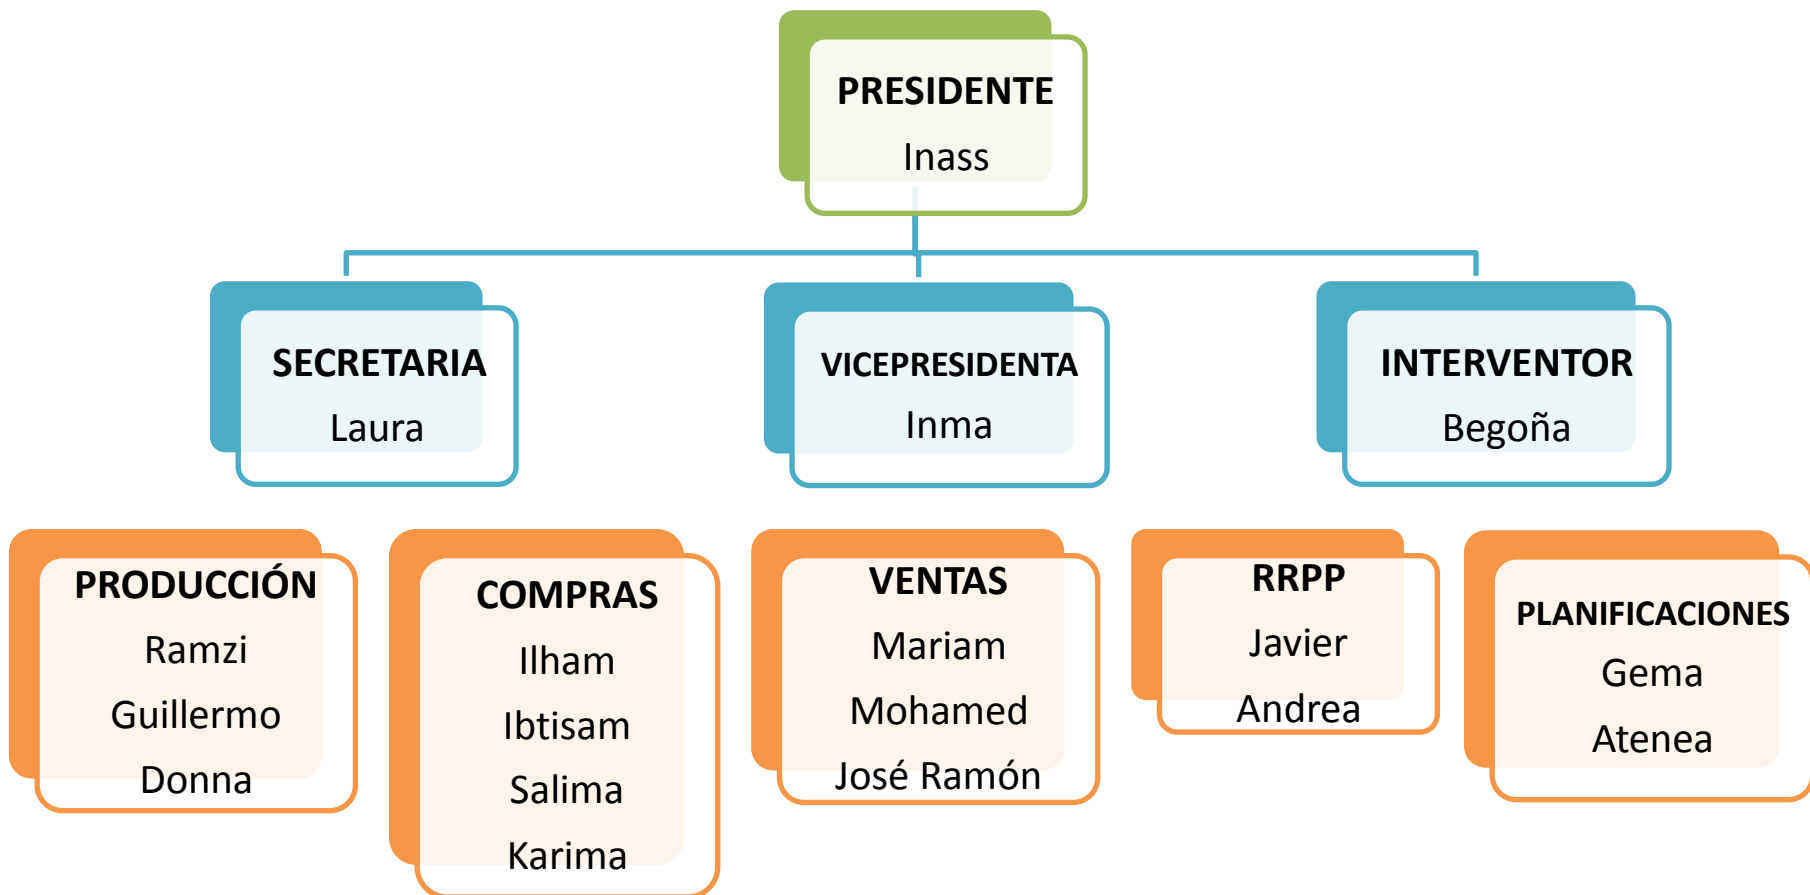 PRESIDENTE
Inass
SECRETARIA
Laura
VICEPRESIDENTA
Inma
INTERVENTOR
Begoña
PRODUCCIÓN
Ramzi
Guillermo
Donna
COMPRAS
Ilham
Ibtisam
Salima
Karima
VENTAS
Mariam
Mohamed
José Ramón
RRPP
Javier
Andrea
PLANIFICACIONES
Gema
Atenea